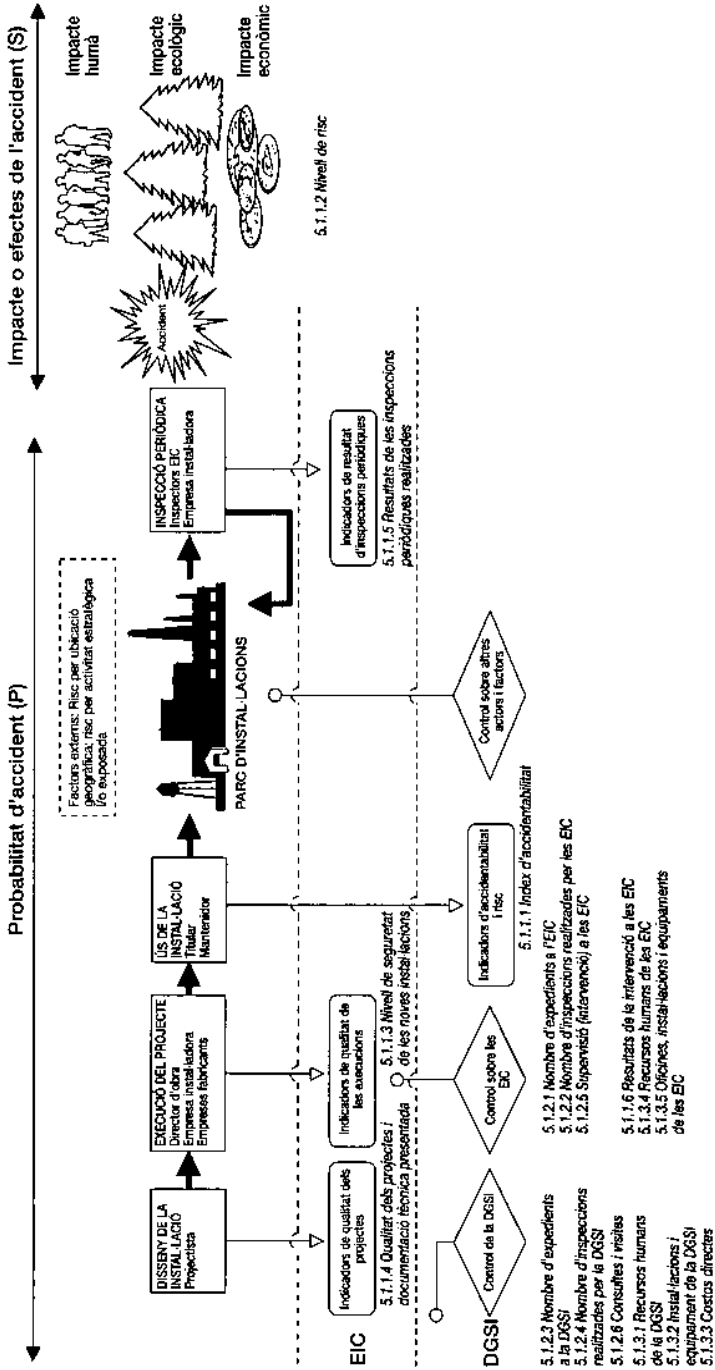 Probabilitat d'accident (P)
Impacte o efectes de l'accident (S)
Factors externs: Risc per ubicació
geogràfica; risc per activitat estratègica
i/o exposada
DISSENY DE LA
INSTAL·LACIÓ
Projectista
EXECUCIÓ DEL PROJECTE
Director d'obra
Empresa instal·ladora
Empreses fabricants
ÚS DE LA
INSTAL·LACIÓ
Titular
Mantenidor
PARC D'INSTAL·LACIONS
INSPECCIÓ PERIÒDICA
Inspectors EIC
Empresa instal·ladora
Accident
Impacte
humà
Impacte
ecològic
Impacte
econòmic
5.1.1.2 Nivell de risc
EIC
Indicadors de qualitat dels
projectes
5.1.1.4 Qualitat dels projectes i
documentació tècnica presentada
Indicadors de qualitat de
les execucions
5.1.1.3 Nivell de seguretat
de les noves instal·lacions
Indicadors de resultat
d'inspeccions periòdiques
5.1.1.5 Resultats de les inspeccions
periòdiques realitzades
DGSI
Control de la DGSI
5.1.2.3 Nombre d'expedients
a la DGSI
5.1.2.4 Nombre d'inspeccions
realitzades per la DGSI
5.1.2.6 Consultes i visites
5.1.3.1 Recursos humans
de la DGSI
5.1.3.2 Instal·lacions i
equipament de la DGSI
5.1.3.3 Costos directes
Control sobre les
EIC
5.1.2.1 Nombre d'expedients a l'EIC
5.1.2.2 Nombre d'inspeccions realitzades per les EIC
5.1.2.5 Supervisió (intervenció) a les EIC
5.1.1.6 Resultats de la intervenció a les EIC
5.1.3.4 Recursos humans de les EIC
5.1.3.5 Oficines, instal·lacions i equipaments
de les EIC
Indicadors d'accidentabilitat
i risc
5.1.1.1 Index d'accidentabilitat
Control sobre altres
actors i factors